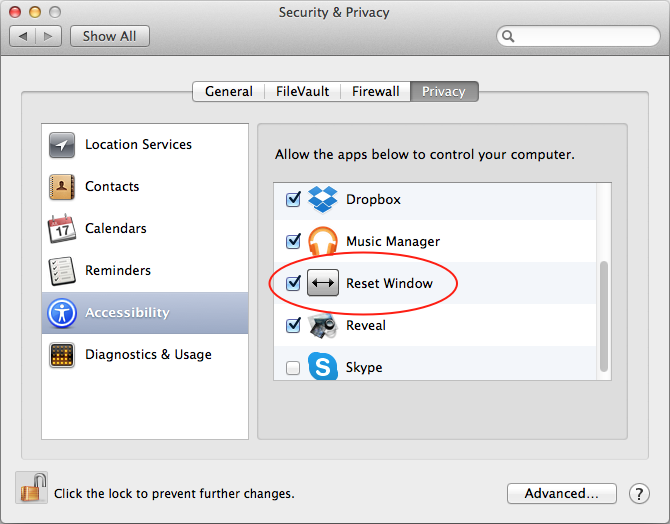 Security & Privacy
Show All
General FileVault Firewall Privacy
Location Services
Contacts
17
Calendars
Reminders
Accessibility
Diagnostics & Usage
Allow the apps below to control your computer.
Dropbox
Music Manager
Reset Window
Reveal
S Skype
Click the lock to prevent further changes.
Advanced... ?